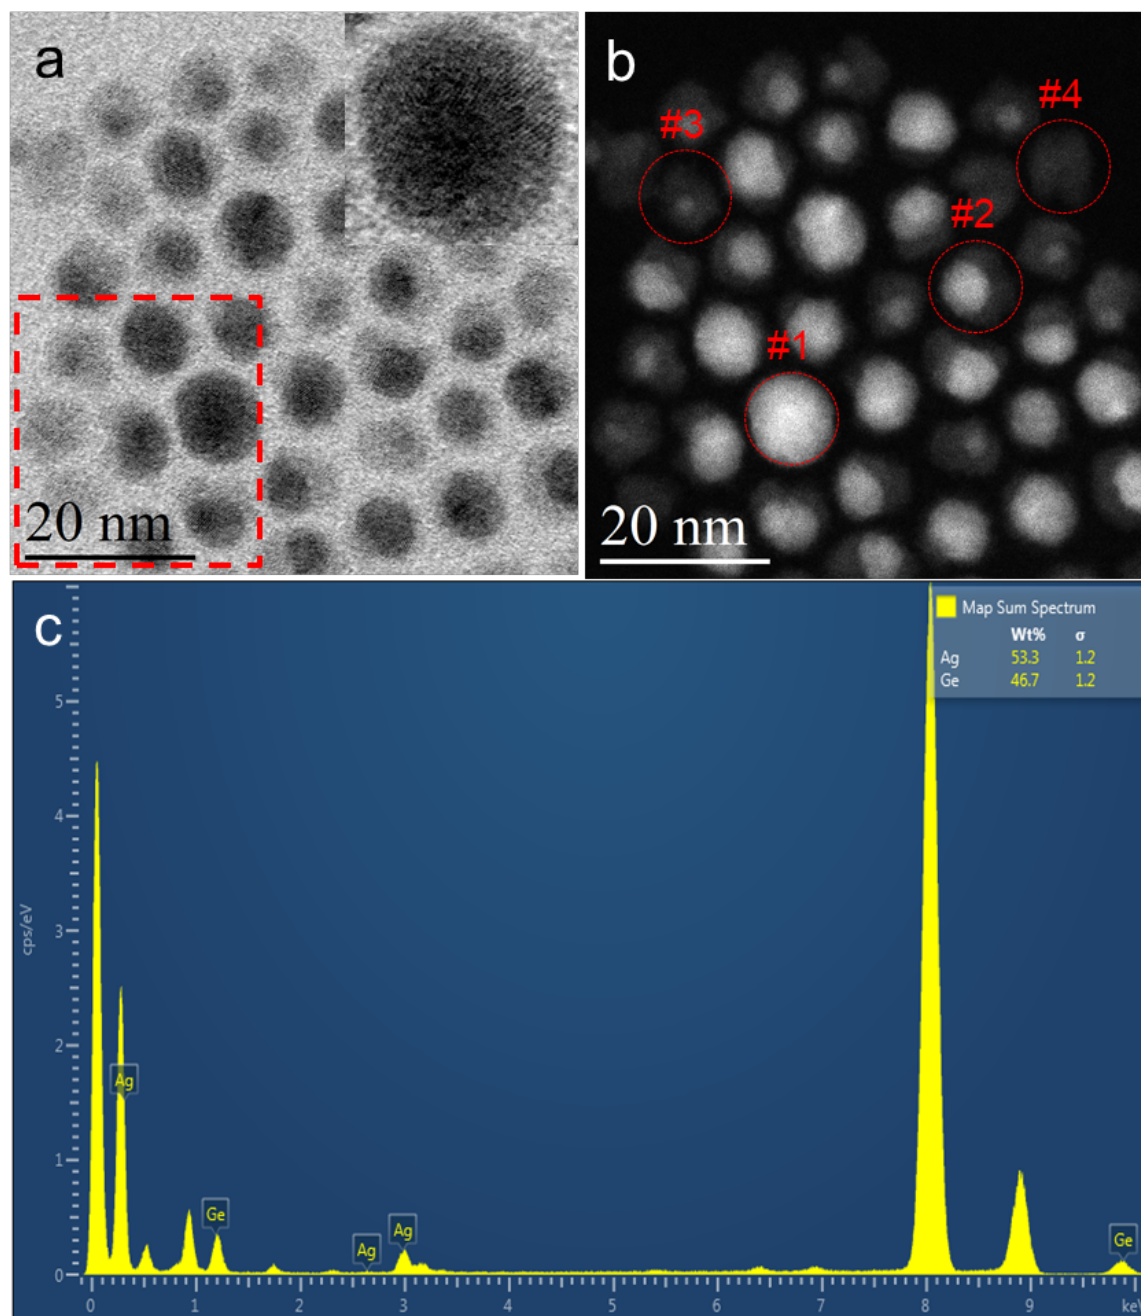 a
20 nm
b
#3
#4
#2
#1
20 nm
c
Map Sum Spectrum
Wt% σ
Ag 53.3 1.2
Ge 46.7 1.2
5
4
3
2
1
0
cps/eV
Ag
Ge
Ag
Ag
Ge
0 1 2 3 4 5 6 7 8 9 keV